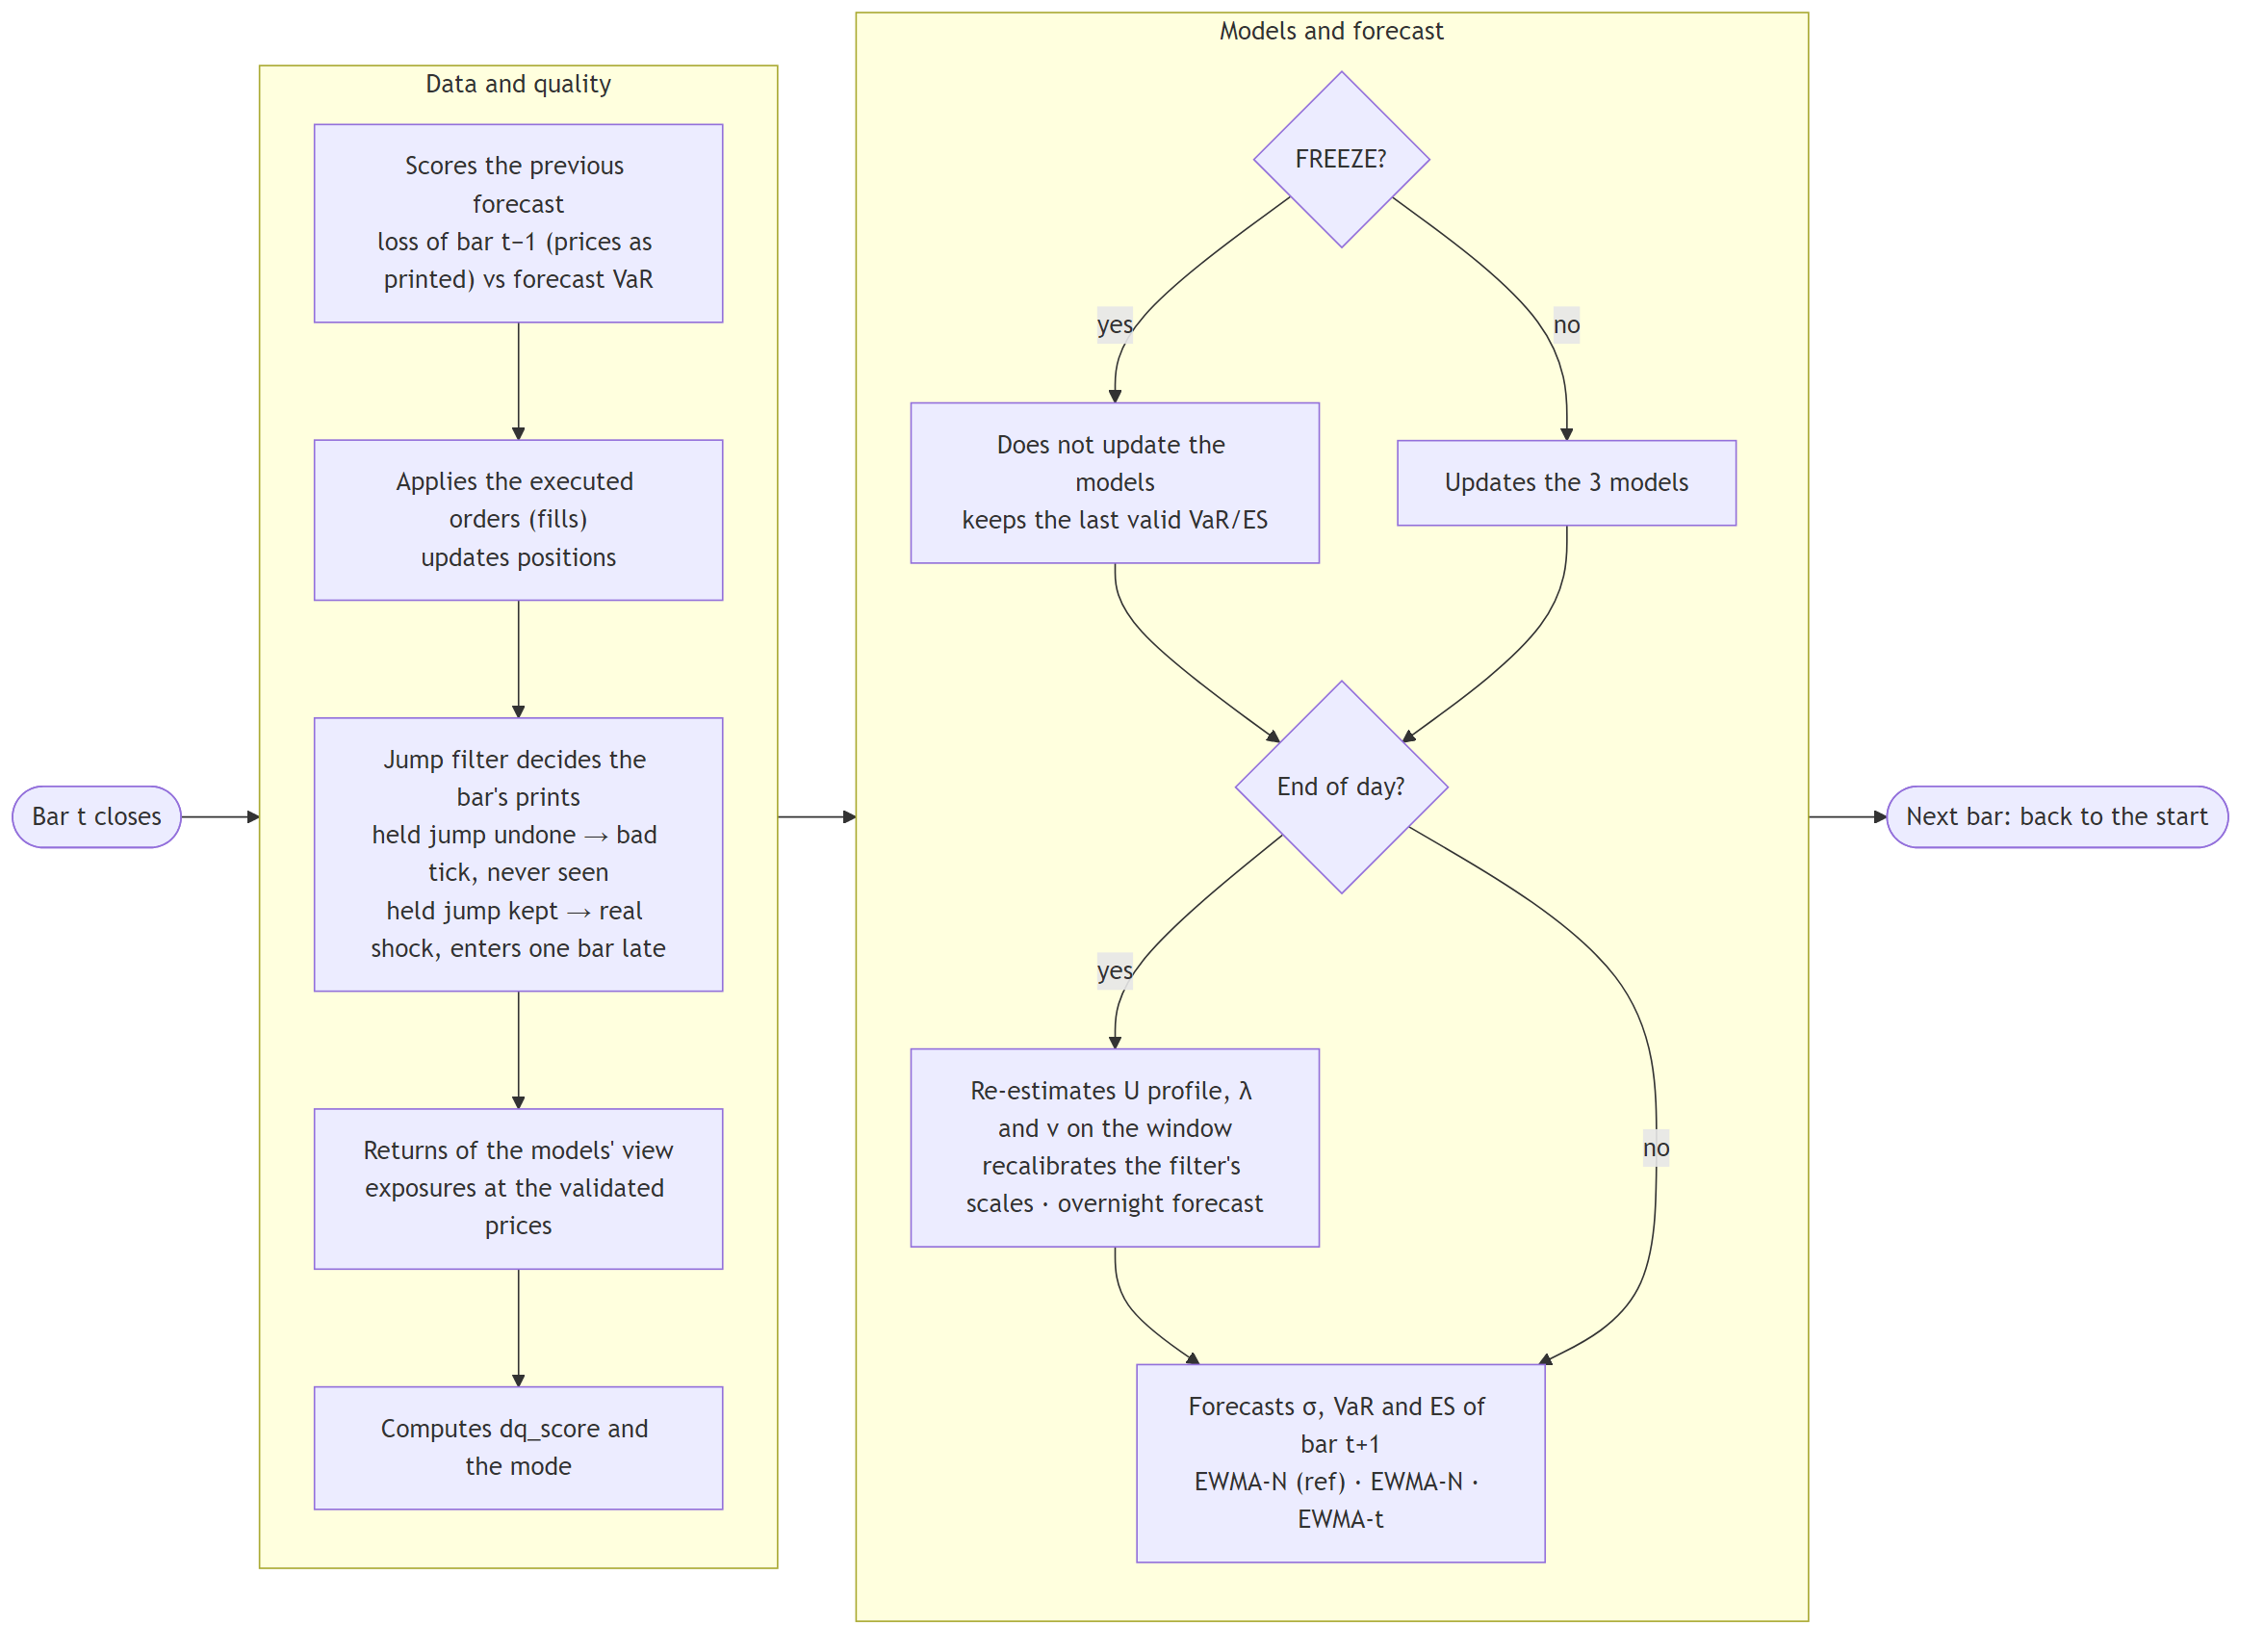 Bar t closes
Data and quality
Scores the previous
forecast
loss of bar t−1 (prices as
printed) vs forecast VaR
Applies the executed
orders (fills)
updates positions
Jump filter decides the
bar's prints
held jump undone → bad
tick, never seen
held jump kept → real
shock, enters one bar late
Returns of the models' view
exposures at the validated
prices
Computes dq_score and
the mode
Models and forecast
FREEZE?
yes
no
Does not update the
models
keeps the last valid VaR/ES
Updates the 3 models
End of day?
yes
no
Re-estimates U profile, λ
and ν on the window
recalibrates the filter's
scales · overnight forecast
Forecasts σ, VaR and ES of
bar t+1
EWMA-N (ref) · EWMA-N ·
EWMA-t
Next bar: back to the start